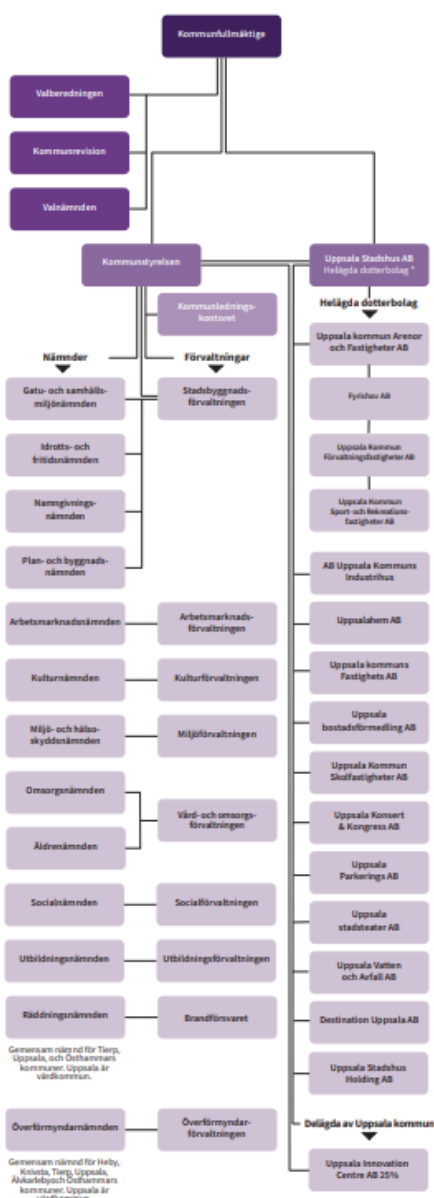 Kommunfullmäktige
Valberedningen
Kommunrevision
Valnämnden
Kommunstyrelsen
Uppsala Stadshus AB
Helägda dotterbolag *
Kommunlednings-
kontoret
Helägda dotterbolag
Nämnder
Förvaltningar
Gatu- och samhälls-
miljönämnden
Stadsbyggnads-
förvaltningen
Idrotts- och
fritidsnämnden
Namngivnings-
nämnden
Plan- och byggnads-
nämnden
Arbetsmarknadsnämnden
Arbetsmarknads-
förvaltningen
Kulturnämnden
Kulturförvaltningen
Miljö- och hälso-
skyddsnämnden
Miljöförvaltningen
Omsorgsnämnden
Äldrenämnden
Vård- och omsorgs-
förvaltningen
Socialnämnden
Socialförvaltningen
Utbildningsnämnden
Utbildningsförvaltningen
Räddningsnämnden
Brandförsvaret
Gemensam nämnd för Tierp,
Uppsala, och Östhammars
kommuner. Uppsala är
värdkommun.
Överförmyndarnämnden
Överförmyndar-
förvaltningen
Gemensam nämnd för Heby,
Knivsta, Tierp, Uppsala,
Älvkarlebyoch Östhammars
kommuner. Uppsala är
Uppsala kommun Arenor
och Fastigheter AB
Fyrishov AB
Uppsala Kommun
Förvaltningsfastigheter AB
Uppsala Kommun
Sport- och Rekreations-
fastigheter AB
AB Uppsala Kommuns
Industrihus
Uppsalahem AB
Uppsala kommuns
Fastighets AB
Uppsala
bostadsförmedling AB
Uppsala Kommun
Skolfastigheter AB
Uppsala Konsert
& Kongress AB
Uppsala
Parkerings AB
Uppsala
stadsteater AB
Uppsala Vatten
och Avfall AB
Destination Uppsala AB
Uppsala Stadshus
Holding AB
Delägda av Uppsala kommun
Uppsala Innovation
Centre AB 25%